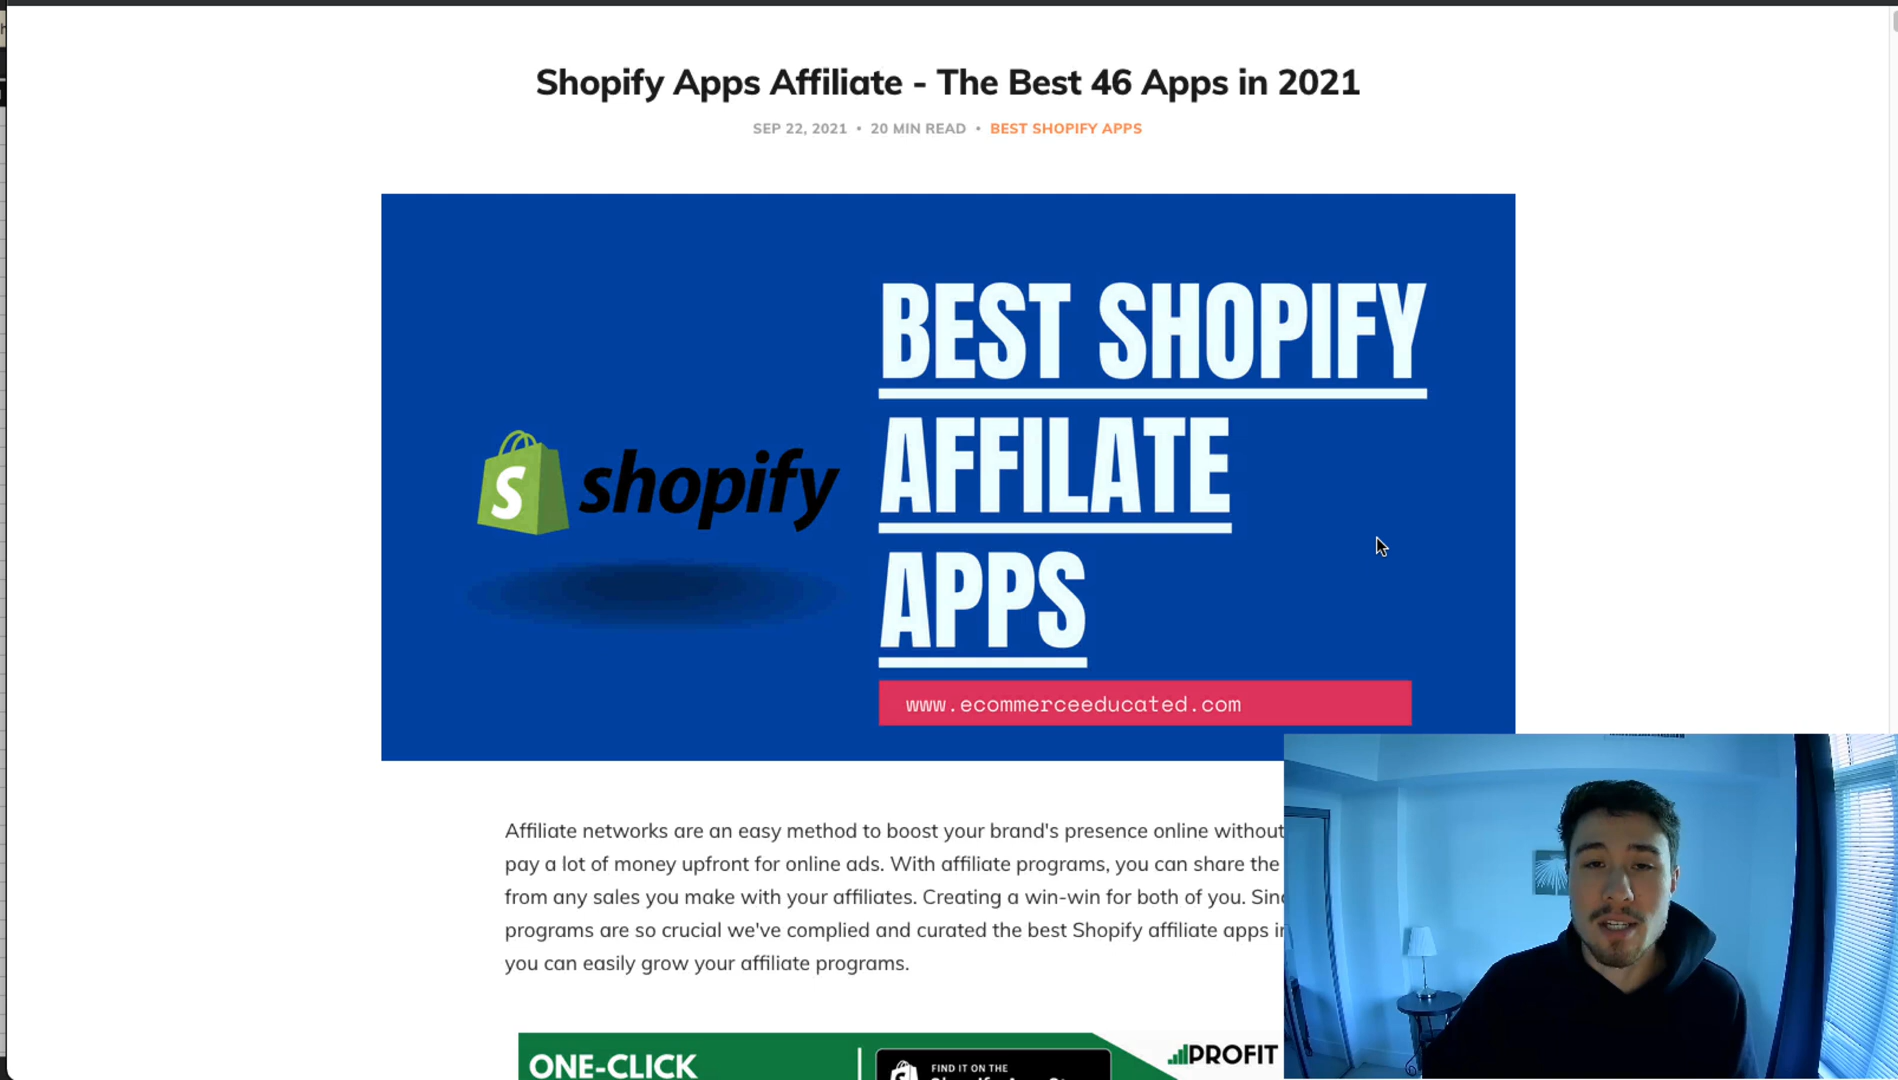 Shopify Apps Affiliate - The Best 46 Apps in 2021
SEP 22, 2021 • 20 MIN READ • BEST SHOPIFY APPS
BEST SHOPIFY
AFFILATE
APPS
shopify
www.ecommerceeducated.com
Affiliate networks are an easy method to boost your brand's presence online without
pay a lot of money upfront for online ads. With affiliate programs, you can share the
from any sales you make with your affiliates. Creating a win-win for both of you.
programs are so crucial we've complied and curated the best Shopify affiliate apps
you can easily grow your affiliate programs.
ONE-CLICK
FIND IT ON THE
PROFIT